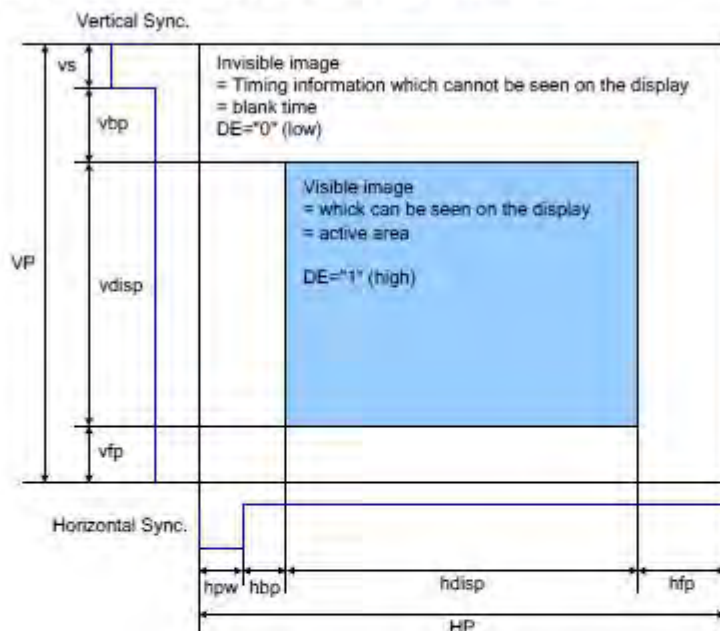 Vertical Sync.
vs
Invisible image
= Timing information which cannot be seen on the display
= blank time
DE="0" (low)
vbp
Visible image
= which can be seen on the display
= active area
DE="1" (high)
VP
vdisp
vfp
Horizontal Sync.
hpw
hbp
hdisp
hfp
HP